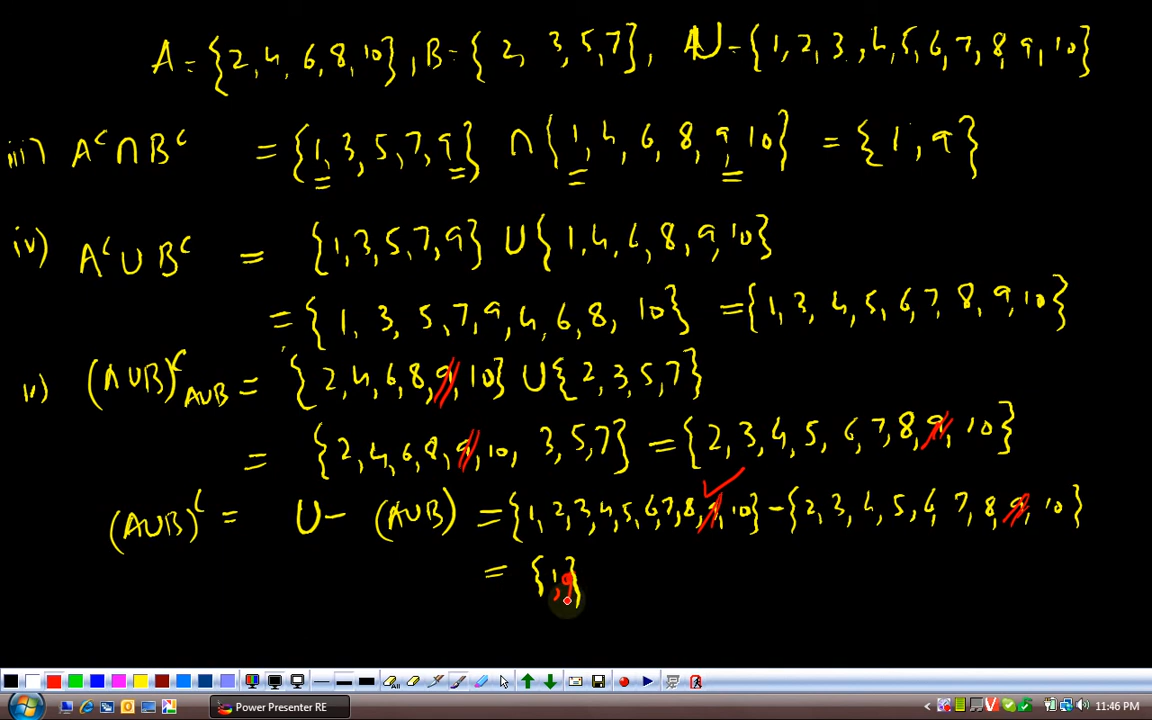 A = {2, 4, 6, 8, 10}, B = {2, 3, 5, 7}, U = {1, 2, 3, 4, 5, 6, 7, 8, 9, 10}
iii) Aᶜ ∩ Bᶜ = {1, 3, 5, 7, 9} ∩ {1, 4, 6, 8, 9, 10} = {1, 9}
iv) Aᶜ ∪ Bᶜ = {1, 3, 5, 7, 9} ∪ {1, 4, 6, 8, 9, 10}
= {1, 3, 5, 7, 9, 4, 6, 8, 10} = {1, 3, 4, 5, 6, 7, 8, 9, 10}
v) (A∪B)ᶜ A∪B = {2, 4, 6, 8, 9, 10} ∪ {2, 3, 5, 7}
= {2, 4, 6, 8, 9, 10, 3, 5, 7} = {2, 3, 4, 5, 6, 7, 8, 9, 10}
(A∪B)ᶜ = U − (A∪B) = {1, 2, 3, 4, 5, 6, 7, 8, 9, 10} − {2, 3, 4, 5, 6, 7, 8, 9, 10}
= {1, 9}
Power Presenter RE
11:46 PM